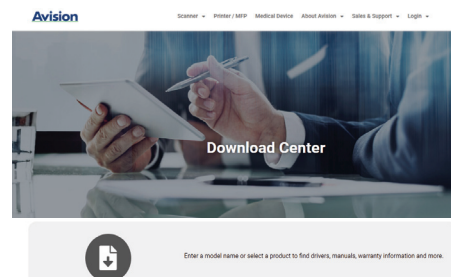 Avision
Scanner Printer / MFP Medical Device About Avision Sales & Support Login
Download Center
Enter a model name or select a product to find drivers, manuals, warranty information and more.